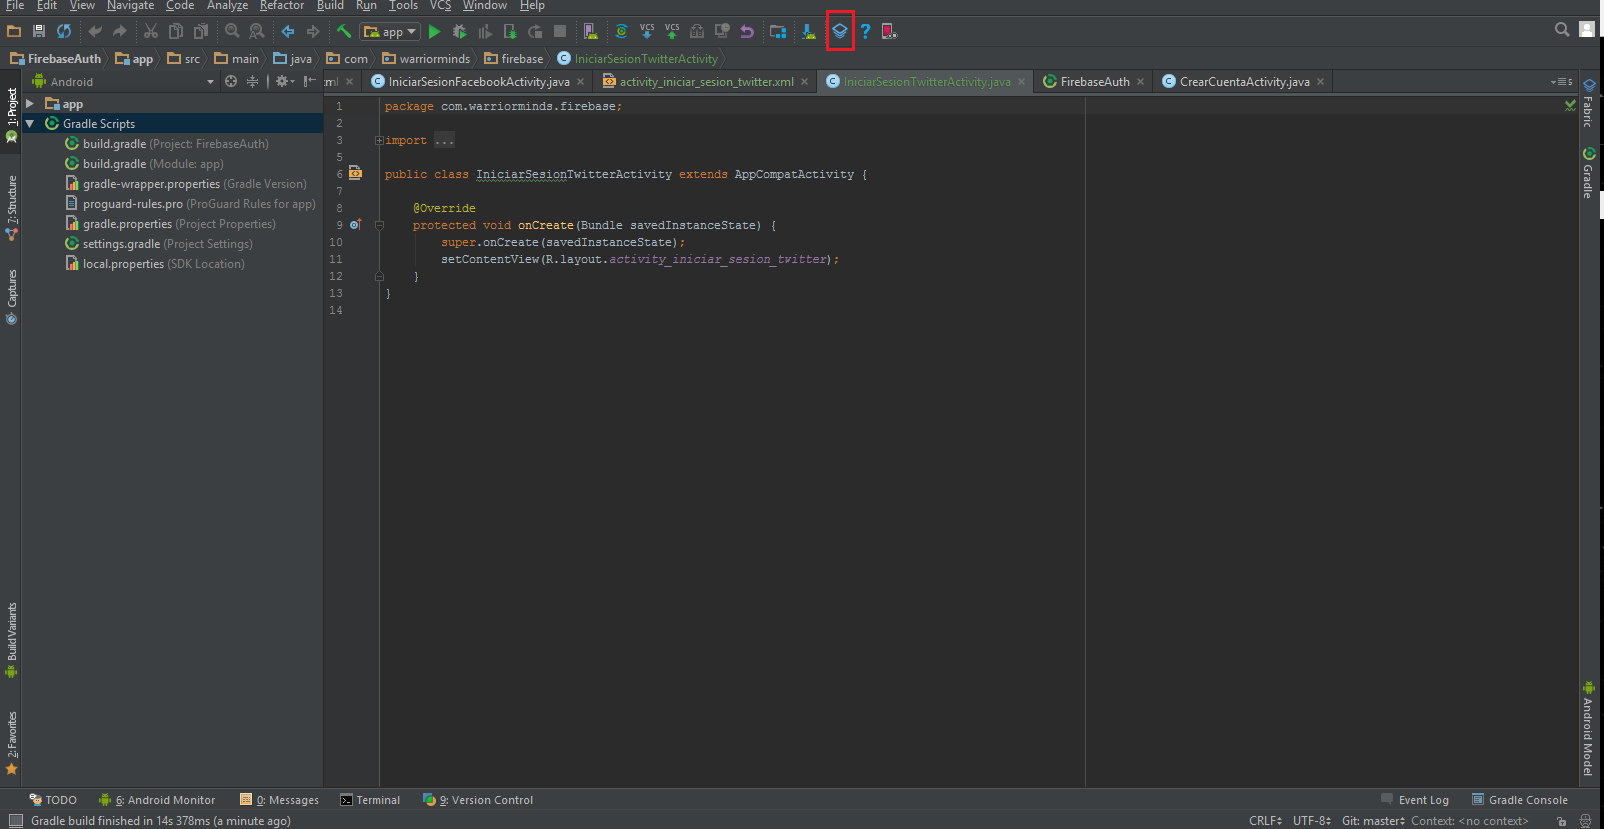 File Edit View Navigate Code Analyze Refactor Build Run Tools VCS Window Help
app VCS VCS ?
FirebaseAuth app src main java com warriorminds firebase IniciarSesionTwitterActivity
Android
ml IniciarSesionFacebookActivity.java activity_iniciar_sesion_twitter.xml IniciarSesionTwitterActivity.java FirebaseAuth CrearCuentaActivity.java
1: Project
7: Structure
Captures
Build Variants
2: Favorites
app
Gradle Scripts
build.gradle (Project: FirebaseAuth)
build.gradle (Module: app)
gradle-wrapper.properties (Gradle Version)
proguard-rules.pro (ProGuard Rules for app)
gradle.properties (Project Properties)
settings.gradle (Project Settings)
local.properties (SDK Location)
1 package com.warriorminds.firebase;
2
3 import ...
5
6 public class IniciarSesionTwitterActivity extends AppCompatActivity {
7
8 @Override
9 protected void onCreate(Bundle savedInstanceState) {
10 super.onCreate(savedInstanceState);
11 setContentView(R.layout.activity_iniciar_sesion_twitter);
12 }
13 }
14
Fabric
Gradle
Android Model
TODO 6: Android Monitor 0: Messages Terminal 9: Version Control Event Log Gradle Console
Gradle build finished in 14s 378ms (a minute ago) CRLF UTF-8 Git: master Context: <no context>